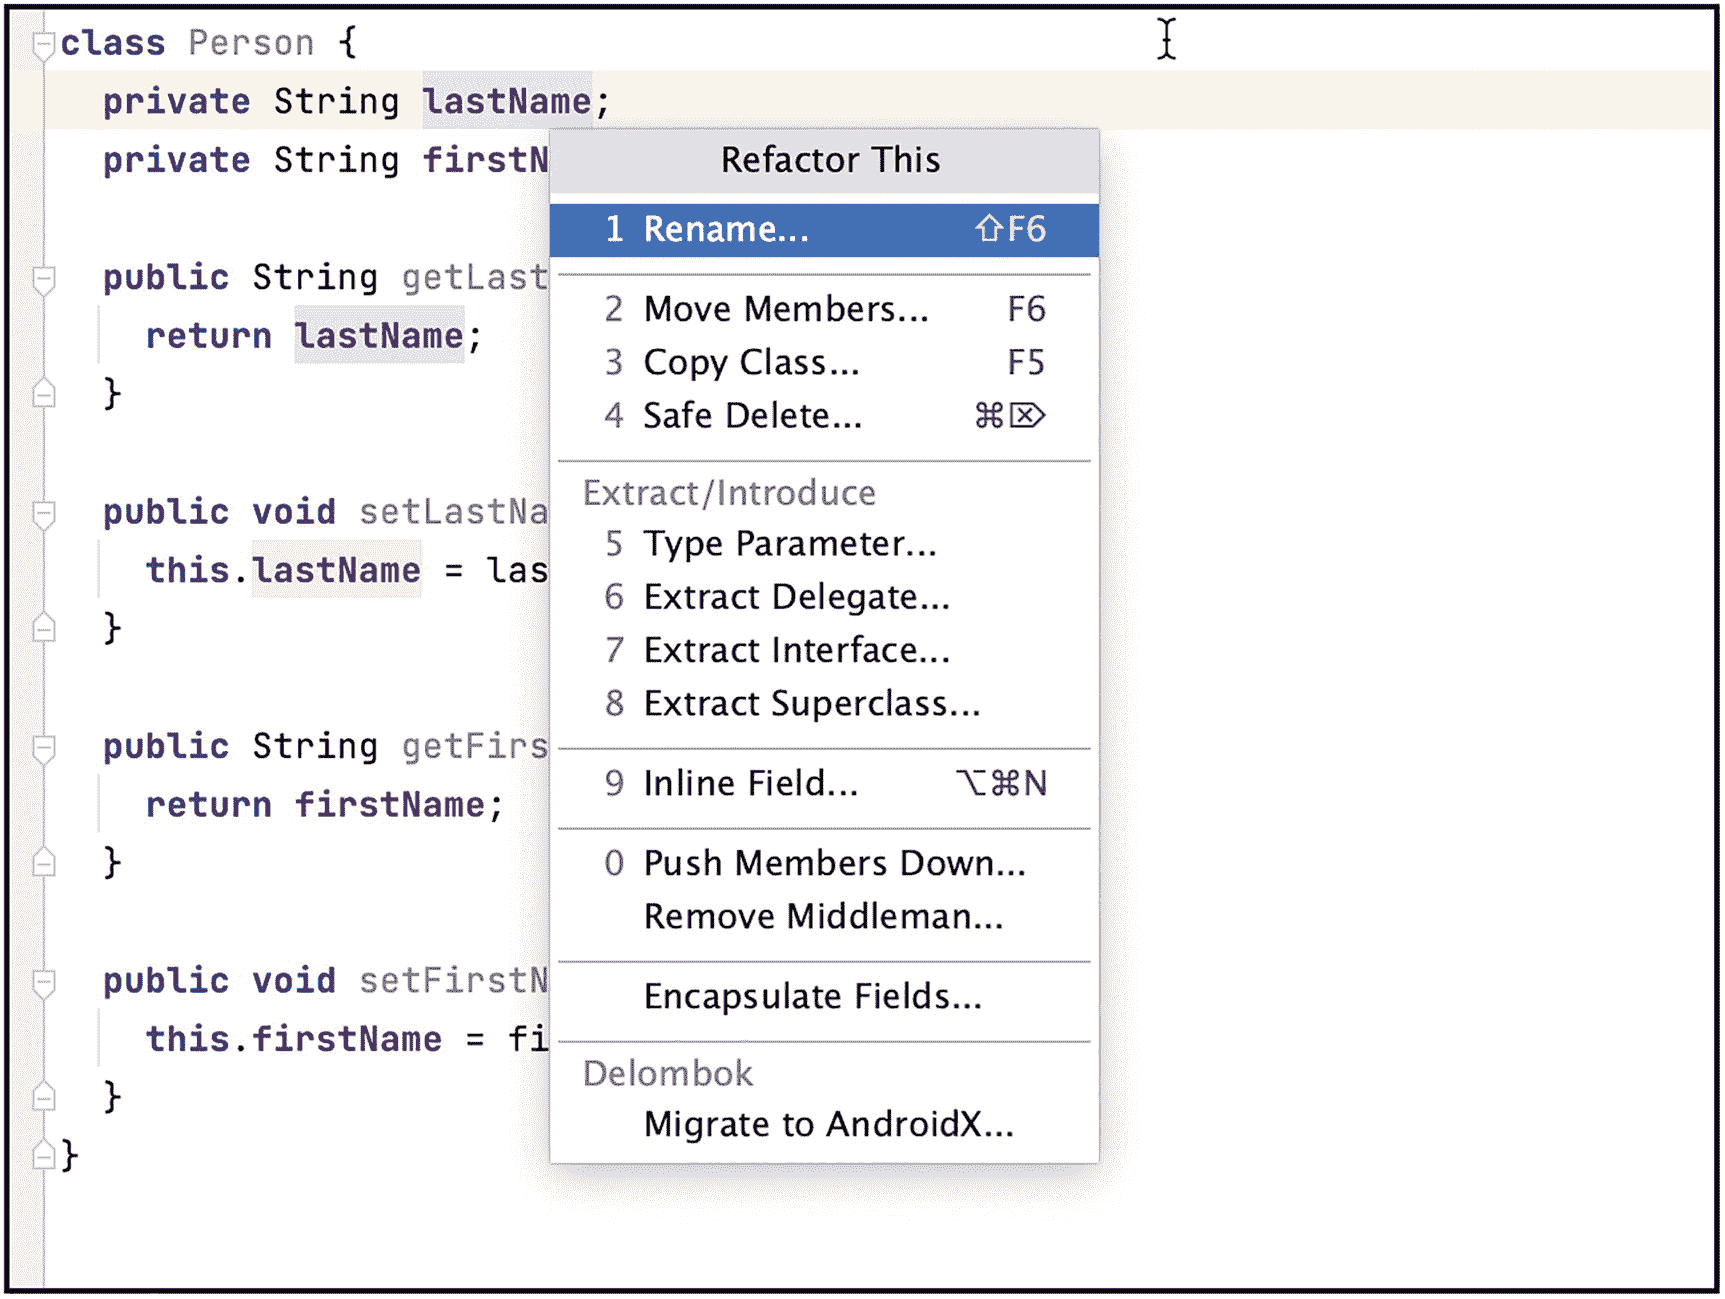 class Person {
private String lastName;
private String firstN
public String getLast
return lastName;
}
public void setLastNa
this.lastName = las
}
public String getFirs
return firstName;
}
public void setFirstN
this.firstName = fi
}
}
Refactor This
1 Rename... ⇧F6
2 Move Members... F6
3 Copy Class... F5
4 Safe Delete... ⌘⌦
Extract/Introduce
5 Type Parameter...
6 Extract Delegate...
7 Extract Interface...
8 Extract Superclass...
9 Inline Field... ⌥⌘N
0 Push Members Down...
Remove Middleman...
Encapsulate Fields...
Delombok
Migrate to AndroidX...